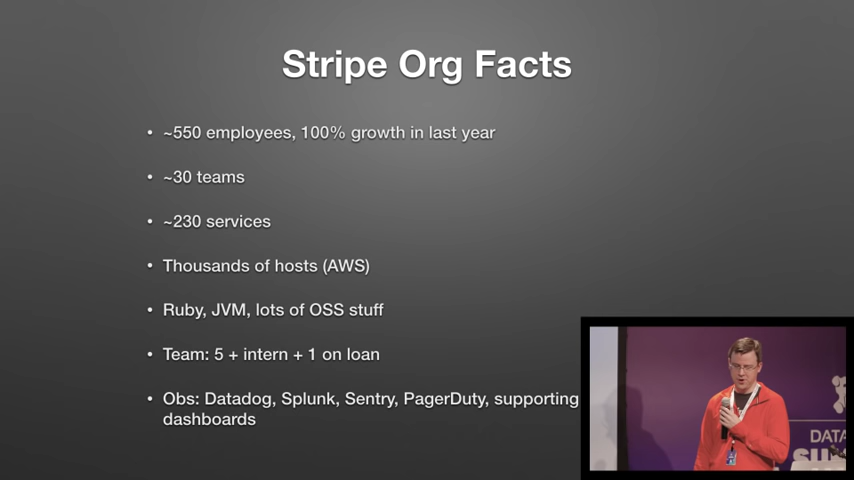 Stripe Org Facts
• ~550 employees, 100% growth in last year
• ~30 teams
• ~230 services
• Thousands of hosts (AWS)
• Ruby, JVM, lots of OSS stuff
• Team: 5 + intern + 1 on loan
• Obs: Datadog, Splunk, Sentry, PagerDuty, supporting
dashboards
DATA
SU